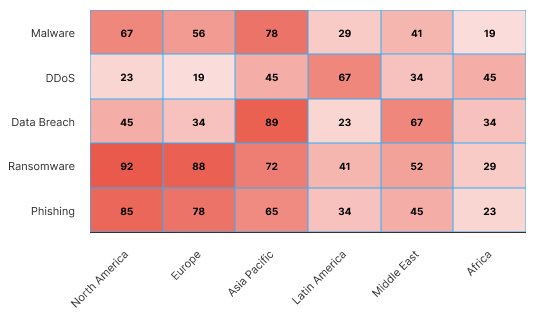 Malware 67 56 78 29 41 19
DDoS 23 19 45 67 34 45
Data Breach 45 34 89 23 67 34
Ransomware 92 88 72 41 52 29
Phishing 85 78 65 34 45 23
North America Europe Asia Pacific Latin America Middle East Africa